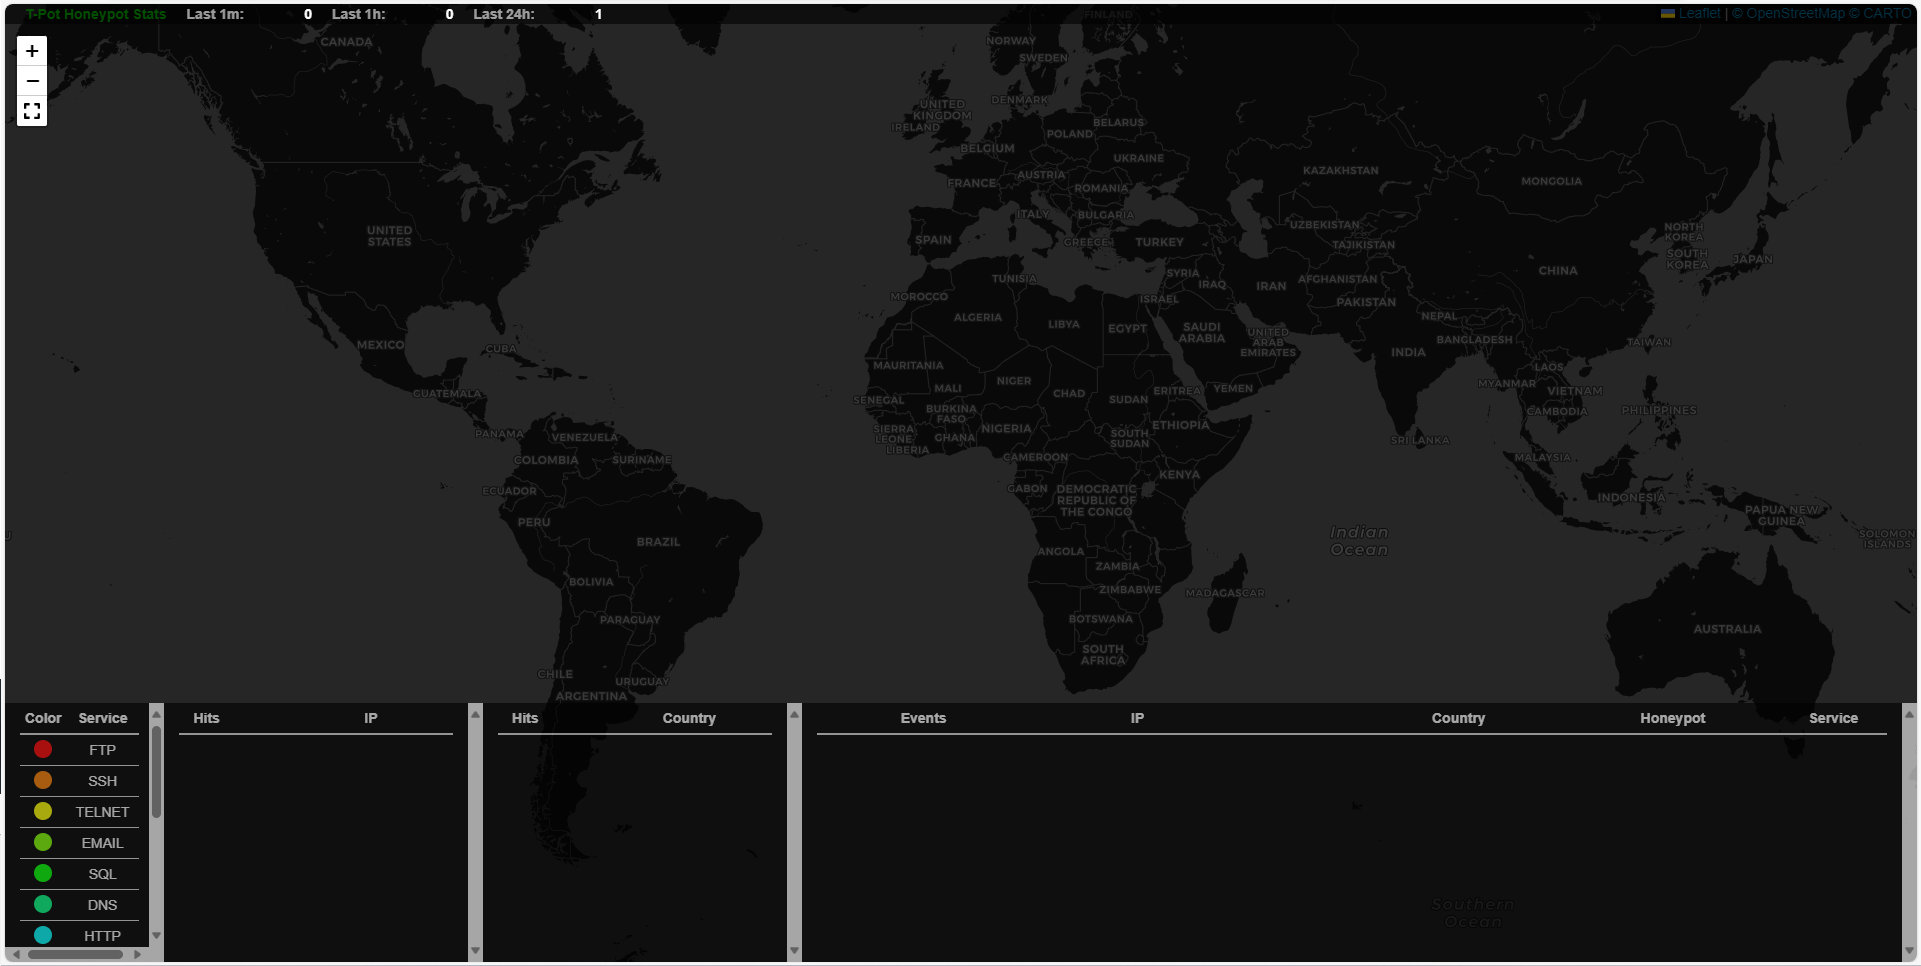 T-Pot Honeypot Stats Last 1m: 0 Last 1h: 0 Last 24h: 1
Leaflet | © OpenStreetMap © CARTO
+
−
FINLAND
CANADA
NORWAY
SWEDEN
DENMARK
UNITED
KINGDOM
IRELAND
BELARUS
POLAND
BELGIUM
UKRAINE
KAZAKHSTAN
AUSTRIA
MONGOLIA
FRANCE
ROMANIA
ITALY
BULGARIA
UZBEKISTAN
UNITED
STATES
NORTH
KOREA
SPAIN
GREECE
TURKEY
TAJIKISTAN
SOUTH
KOREA
JAPAN
CHINA
SYRIA
TUNISIA
IRAQ
IRAN
AFGHANISTAN
MOROCCO
ISRAEL
PAKISTAN
ALGERIA
LIBYA
EGYPT
SAUDI
ARABIA
NEPAL
UNITED
ARAB
EMIRATES
BANGLADESH
TAIWAN
MEXICO
CUBA
INDIA
MAURITANIA
LAOS
MALI
NIGER
CHAD
MYANMAR
VIETNAM
GUATEMALA
ERITREA
YEMEN
SENEGAL
SUDAN
BURKINA
FASO
CAMBODIA
PHILIPPINES
SIERRA
LEONE
NIGERIA
ETHIOPIA
PANAMA
VENEZUELA
GHANA
SOUTH
SUDAN
SRI LANKA
LIBERIA
COLOMBIA
SURINAME
CAMEROON
MALAYSIA
KENYA
ECUADOR
GABON
DEMOCRATIC
REPUBLIC OF
THE CONGO
INDONESIA
PERU
PAPUA NEW
GUINEA
Indian
Ocean
SOLOMON
ISLANDS
BRAZIL
ANGOLA
ZAMBIA
BOLIVIA
ZIMBABWE
MADAGASCAR
PARAGUAY
BOTSWANA
AUSTRALIA
SOUTH
AFRICA
CHILE
URUGUAY
ARGENTINA
Color Service Hits IP Hits Country Events IP Country Honeypot Service
FTP
SSH
TELNET
EMAIL
SQL
DNS
HTTP
Southern
Ocean